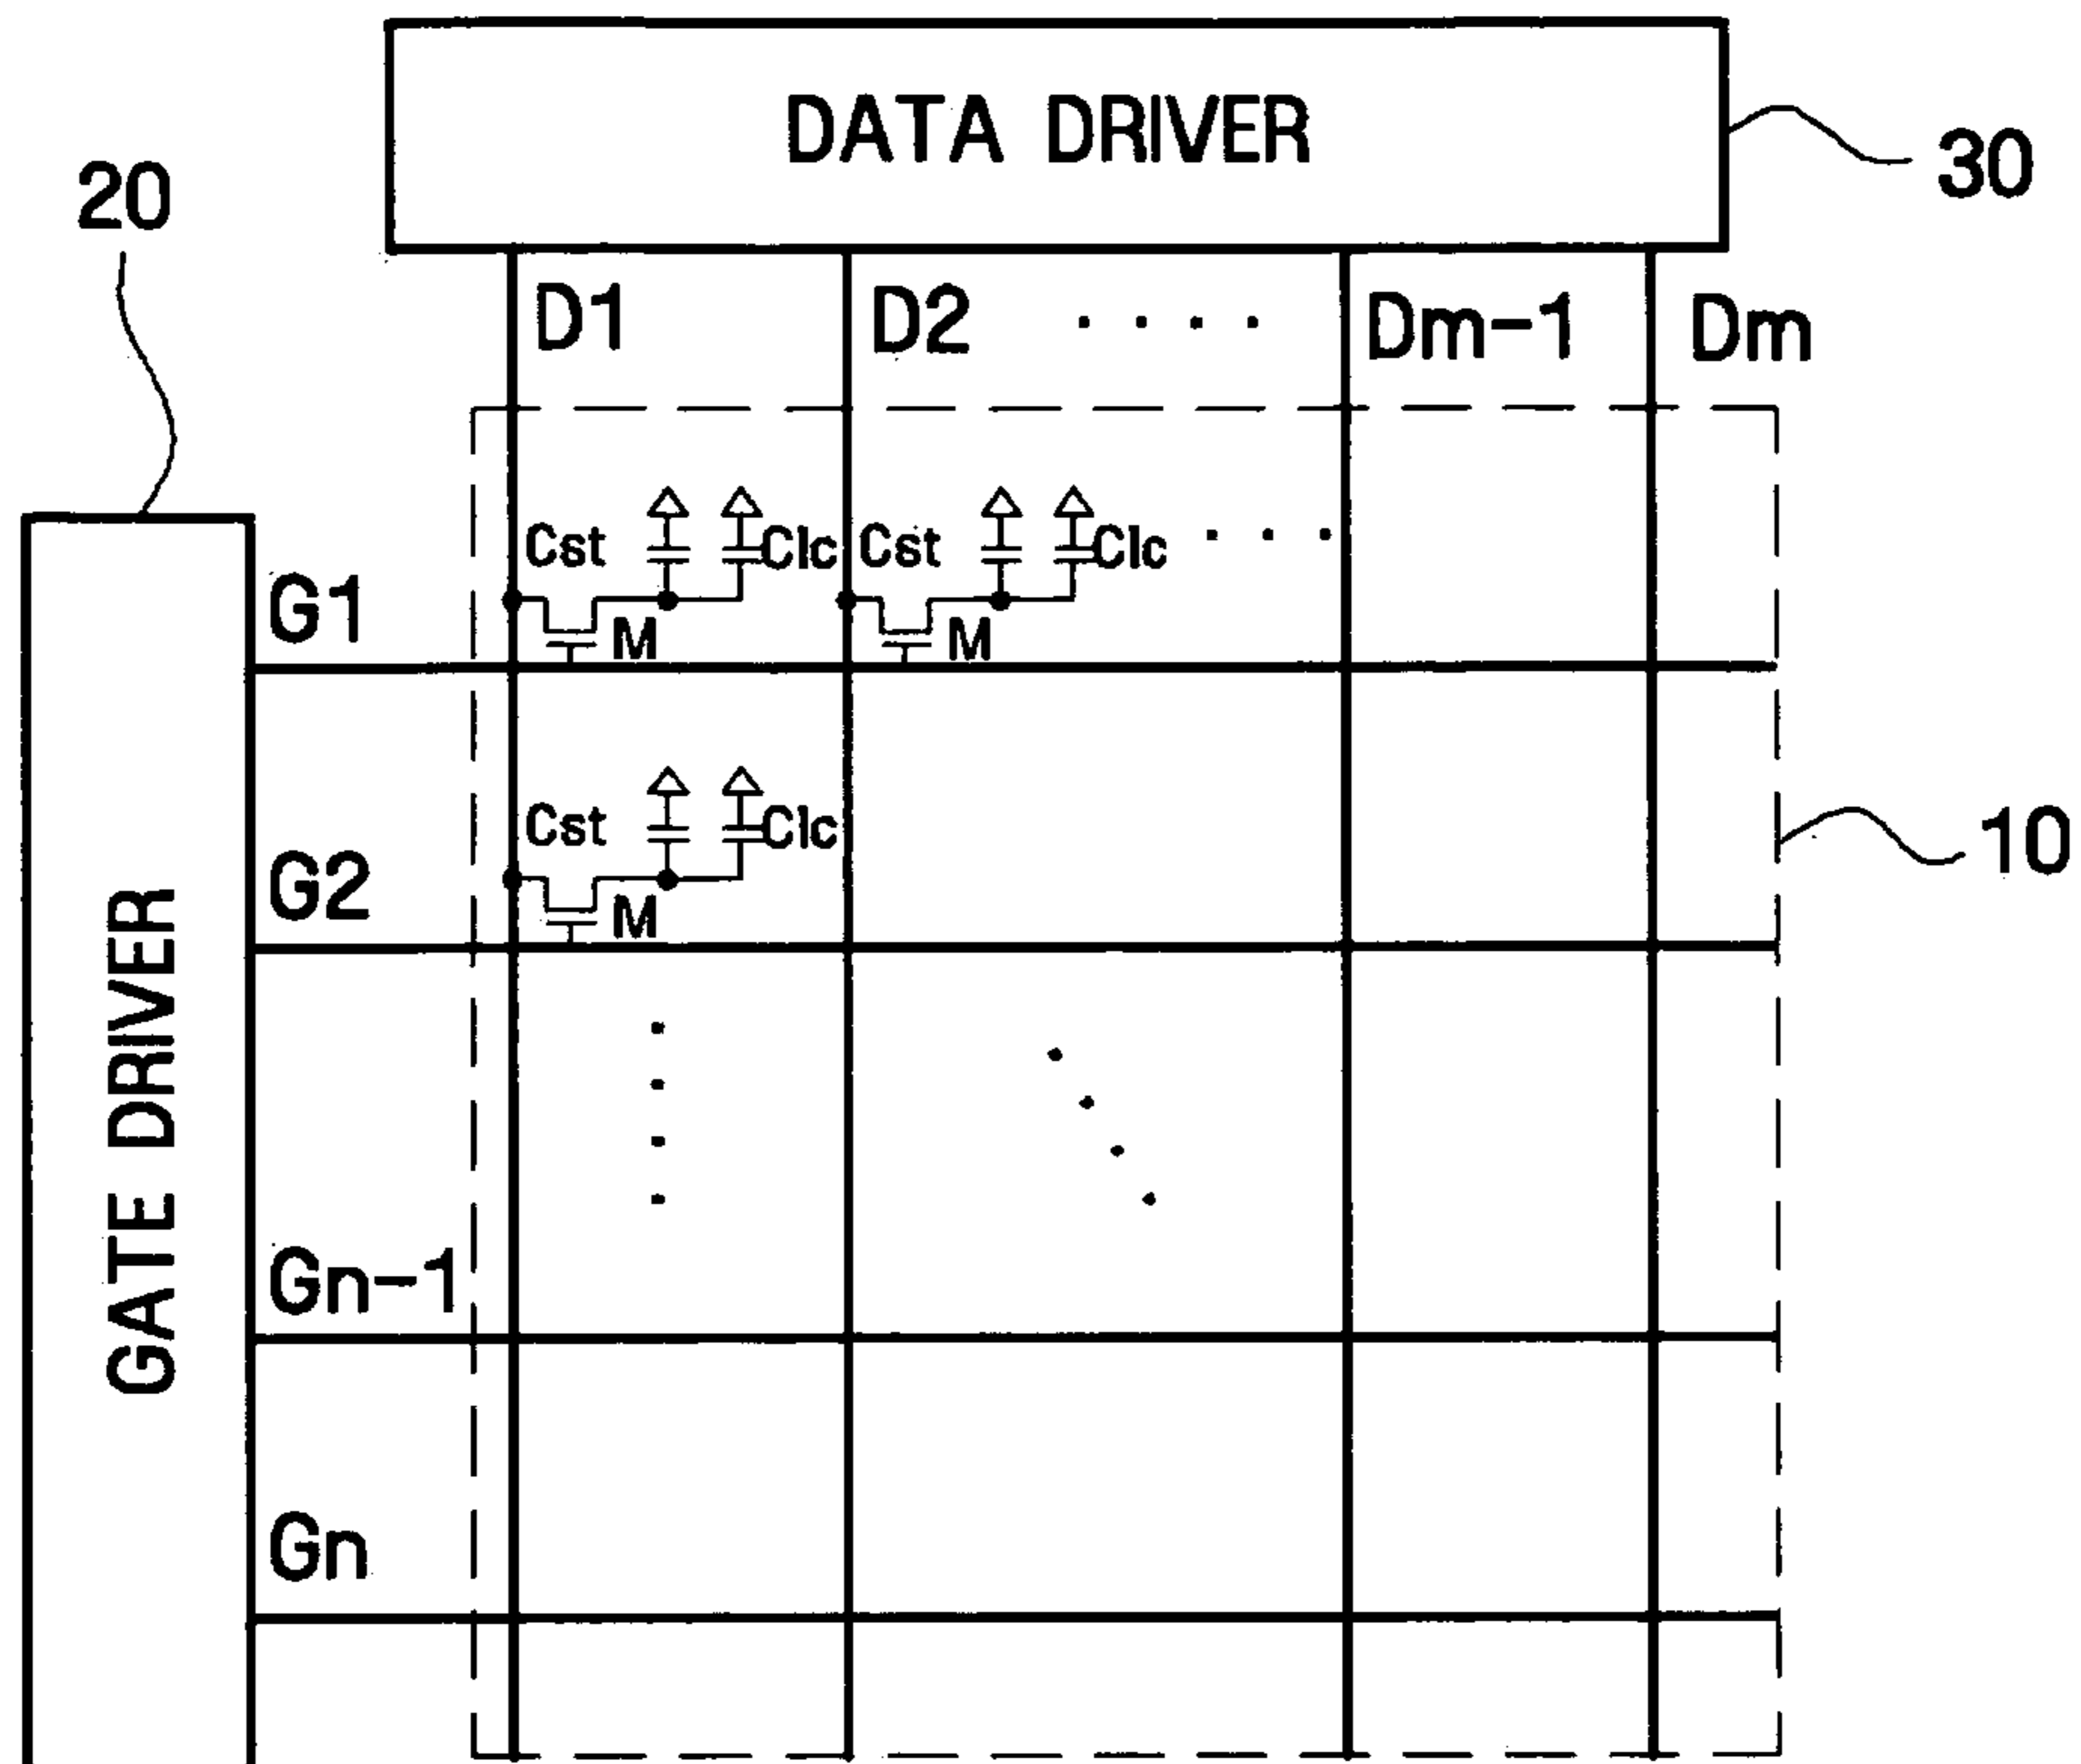 DATA DRIVER
30
20
D1 D2 . . . . Dm-1 Dm
Cst Clc Cst Clc . . .
G1 M M
Cst Clc
10
G2 M
GATE DRIVER
Gn-1
Gn